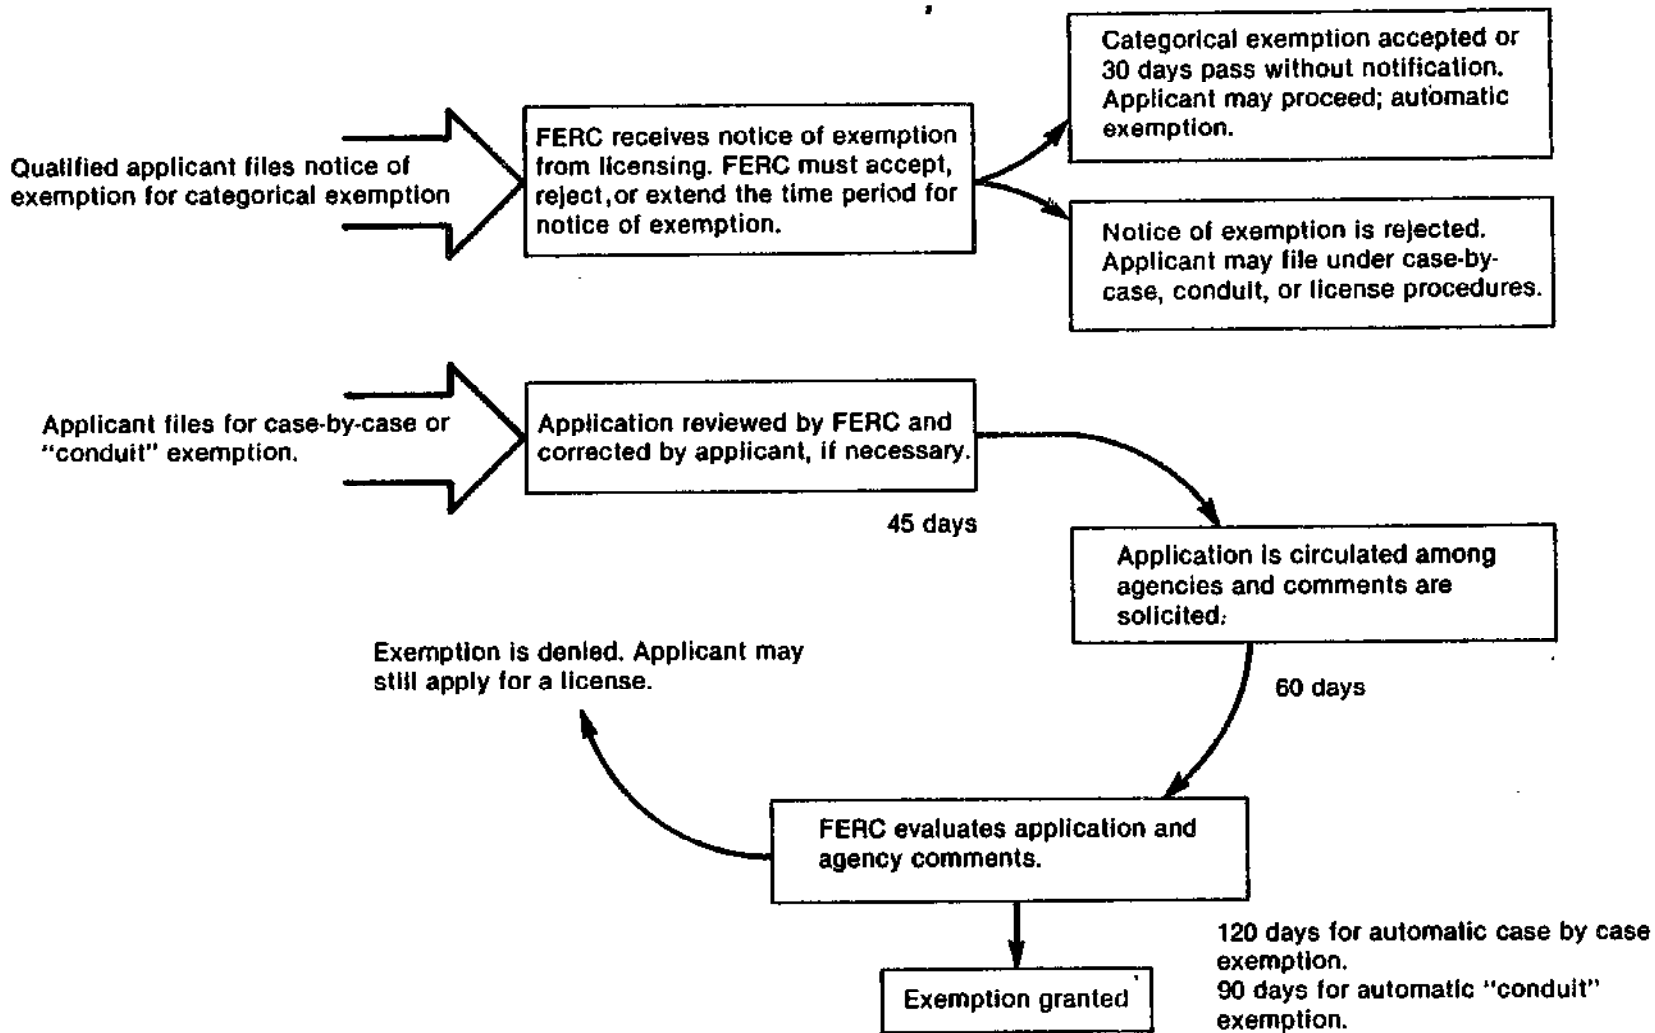 Qualified applicant files notice of
exemption for categorical exemption
FERC receives notice of exemption
from licensing. FERC must accept,
reject,or extend the time period for
notice of exemption.
Categorical exemption accepted or
30 days pass without notification.
Applicant may proceed; automatic
exemption.
Notice of exemption is rejected.
Applicant may file under case-by-
case, conduit, or license procedures.
Applicant files for case-by-case or
"conduit" exemption.
Application reviewed by FERC and
corrected by applicant, if necessary.
45 days
Application is circulated among
agencies and comments are
solicited.
60 days
Exemption is denied. Applicant may
still apply for a license.
FERC evaluates application and
agency comments.
Exemption granted
120 days for automatic case by case
exemption.
90 days for automatic "conduit"
exemption.